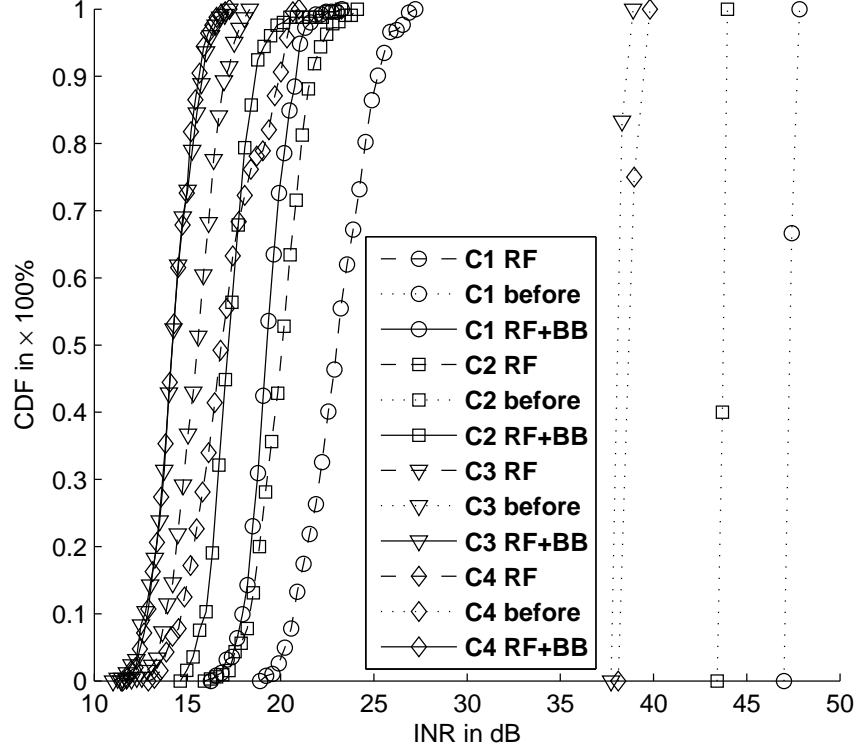 1
0.9
0.8
0.7
0.6
0.5
0.4
0.3
0.2
0.1
0
CDF in × 100%
C1 RF
C1 before
C1 RF+BB
C2 RF
C2 before
C2 RF+BB
C3 RF
C3 before
C3 RF+BB
C4 RF
C4 before
C4 RF+BB
10 15 20 25 30 35 40 45 50
INR in dB